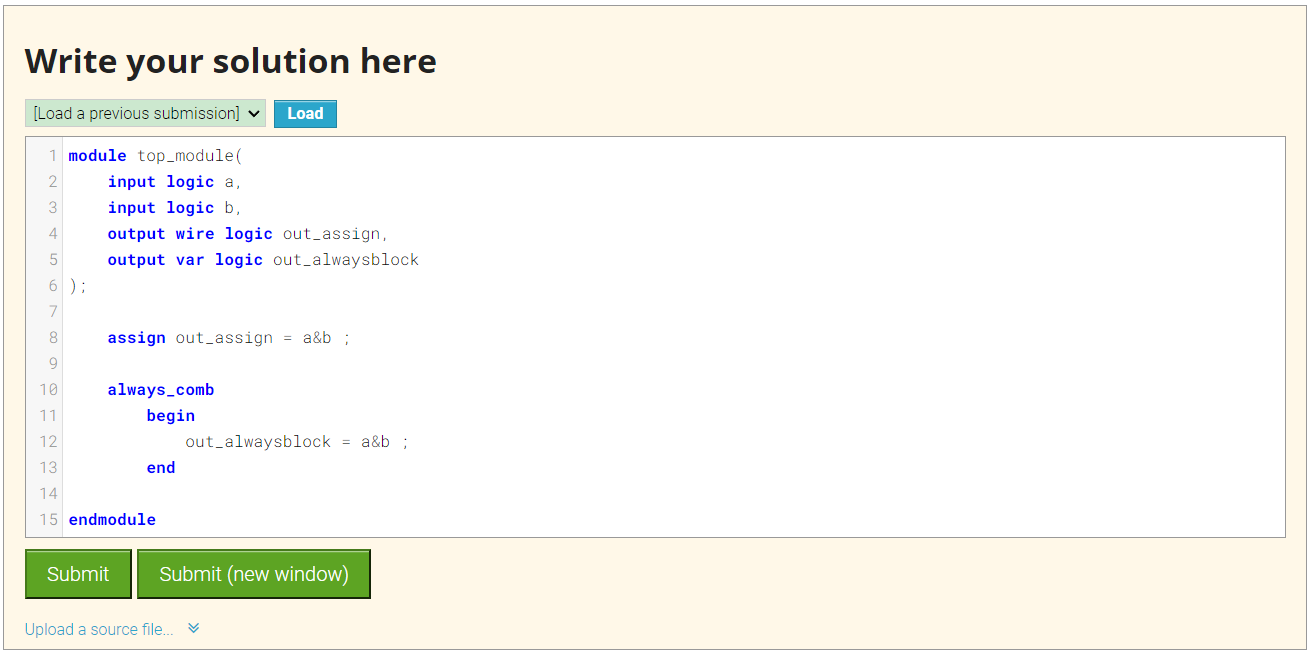 Write your solution here
[Load a previous submission] Load
1 module top_module(
2     input logic a,
3     input logic b,
4     output wire logic out_assign,
5     output var logic out_alwaysblock
6 );
7
8     assign out_assign = a&b ;
9
10     always_comb
11         begin
12             out_alwaysblock = a&b ;
13         end
14
15 endmodule
Submit Submit (new window)
Upload a source file...